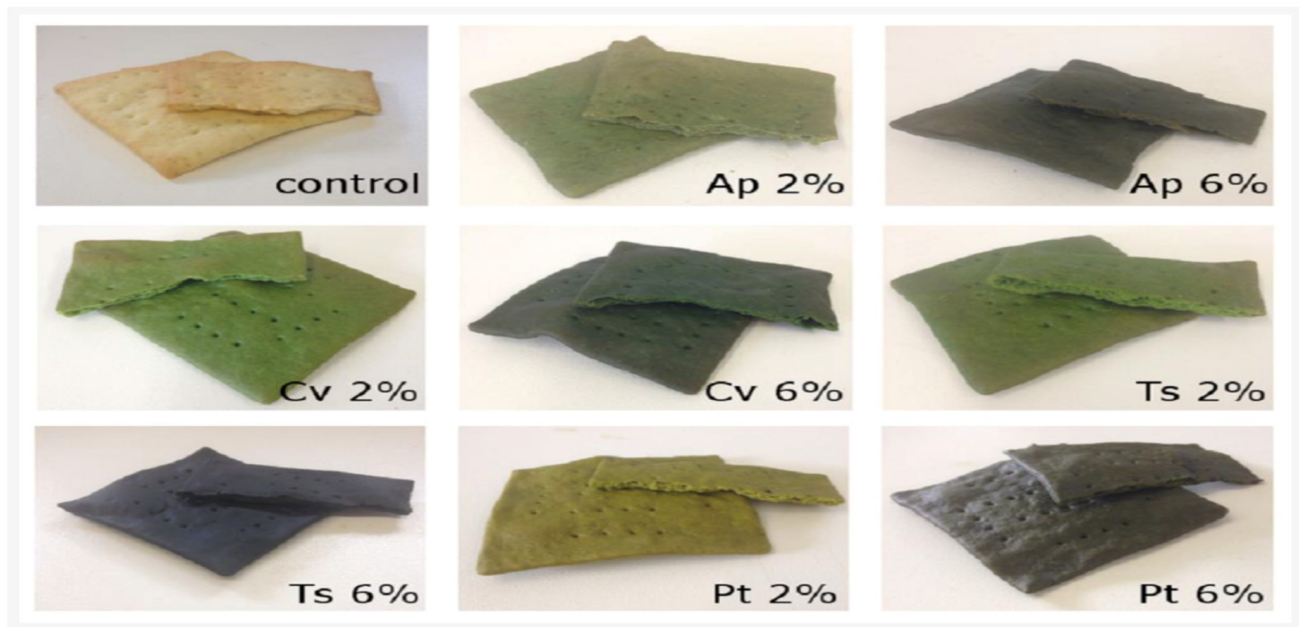 control
Ap 2%
Ap 6%
Cv 2%
Cv 6%
Ts 2%
Ts 6%
Pt 2%
Pt 6%